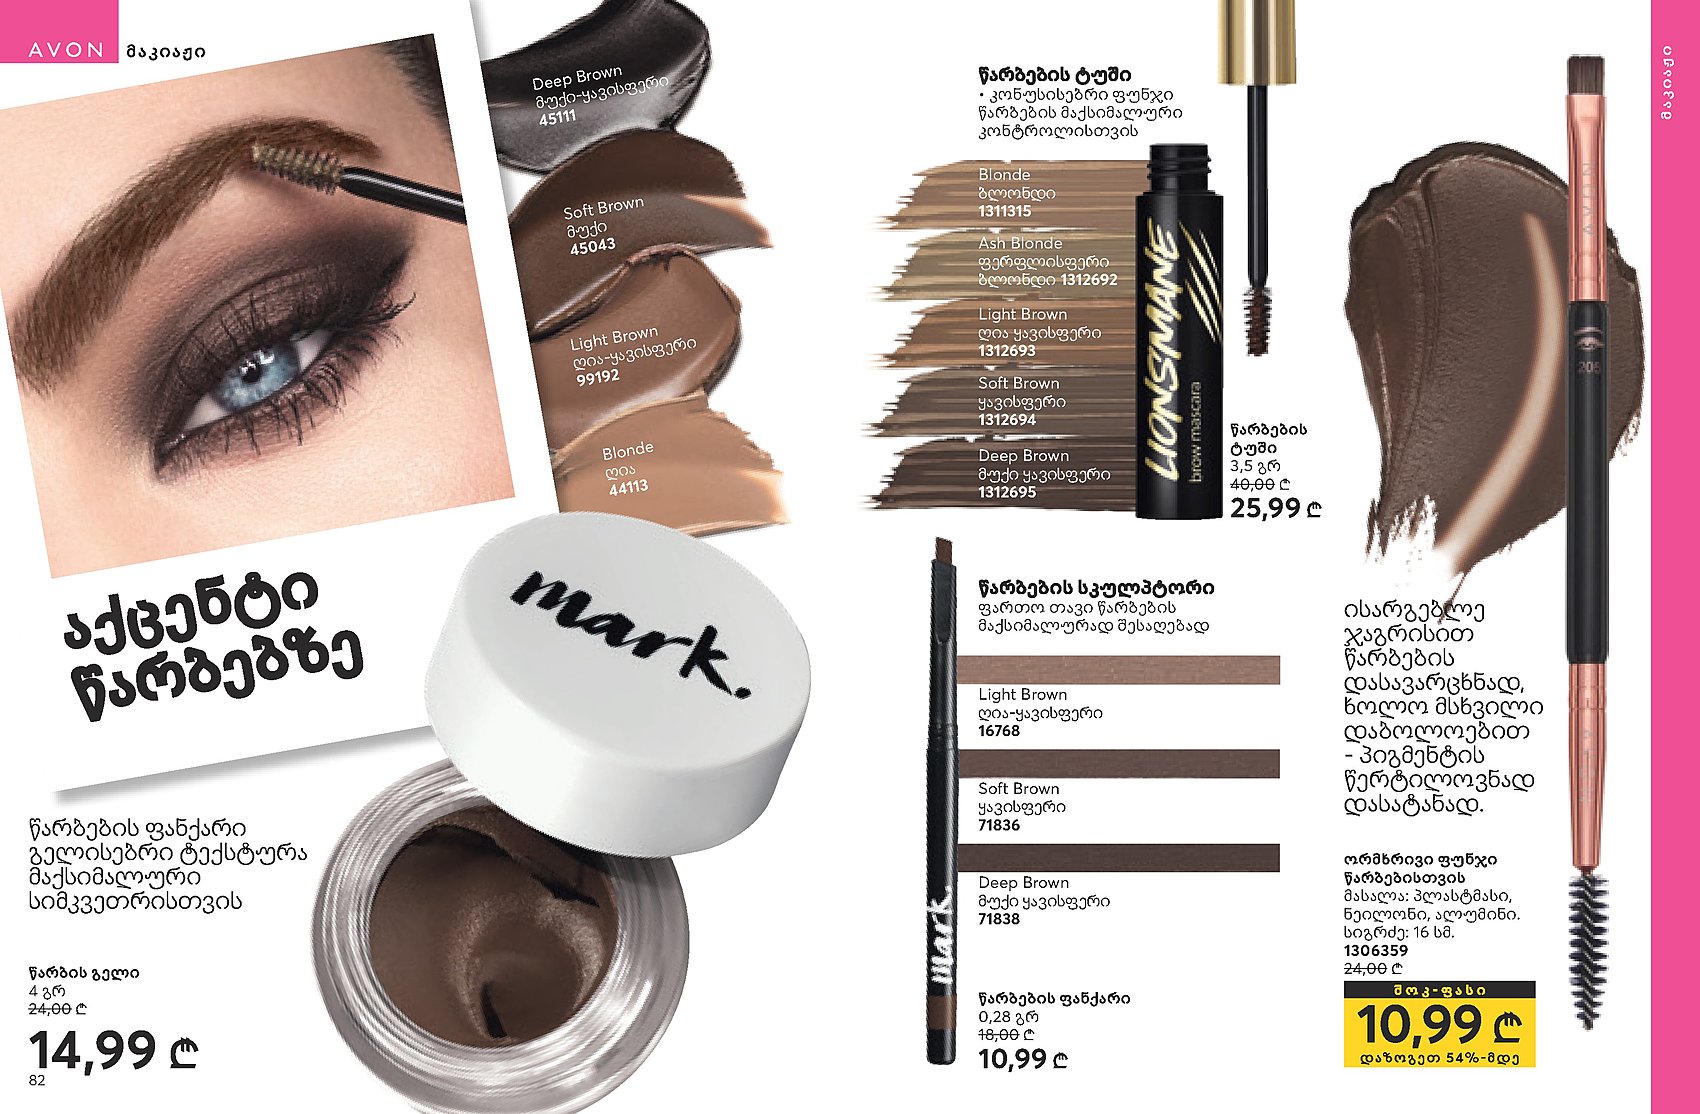 AVON
მაკიაჟი
Deep Brown
მუქი-ყავისფერი
45111
Soft Brown
მუქი
45043
Light Brown
ღია-ყავისფერი
99192
Blonde
ღია
44113
აქცენტი
წარბებზე
mark.
წარბების ფანქარი
გელისებრი ტექსტურა
მაქსიმალური
სიმკვეთრისთვის
წარბის გელი
4 გრ
24,00 ₾
14,99 ₾
82
წარბების ტუში
• კონუსისებრი ფუნჯი
წარბების მაქსიმალური
კონტროლისთვის
Blonde
ბლონდი
1311315
Ash Blonde
ფერფლისფერი
ბლონდი 1312692
Light Brown
ღია ყავისფერი
1312693
Soft Brown
ყავისფერი
1312694
Deep Brown
მუქი ყავისფერი
1312695
LIONSMANE
brow mascara
წარბების
ტუში
3,5 გრ
40,00 ₾
25,99 ₾
წარბების სკულპტორი
ფართო თავი წარბების
მაქსიმალურად შესაღებად
Light Brown
ღია-ყავისფერი
16768
Soft Brown
ყავისფერი
71836
Deep Brown
მუქი ყავისფერი
71838
mark.
წარბების ფანქარი
0,28 გრ
18,00 ₾
10,99 ₾
AVON
205
ისარგებლე
ჯაგრისით
წარბების
დასავარცხნად,
ხოლო მსხვილი
დაბოლოებით
- პიგმენტის
წერტილოვნად
დასატანად.
ორმხრივი ფუნჯი
წარბებისთვის
მასალა: პლასტმასი,
ნეილონი, ალუმინი.
სიგრძე: 16 სმ.
1306359
24,00 ₾
შოკ-ფასი
10,99 ₾
დაზოგეთ 54%-მდე
მაკიაჟი